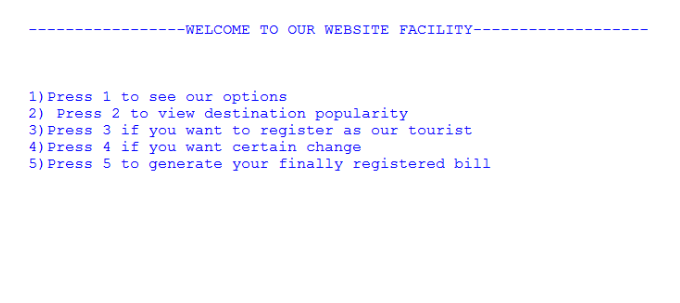 -----------------WELCOME TO OUR WEBSITE FACILITY-------------------
1)Press 1 to see our options
2) Press 2 to view destination popularity
3)Press 3 if you want to register as our tourist
4)Press 4 if you want certain change
5)Press 5 to generate your finally registered bill